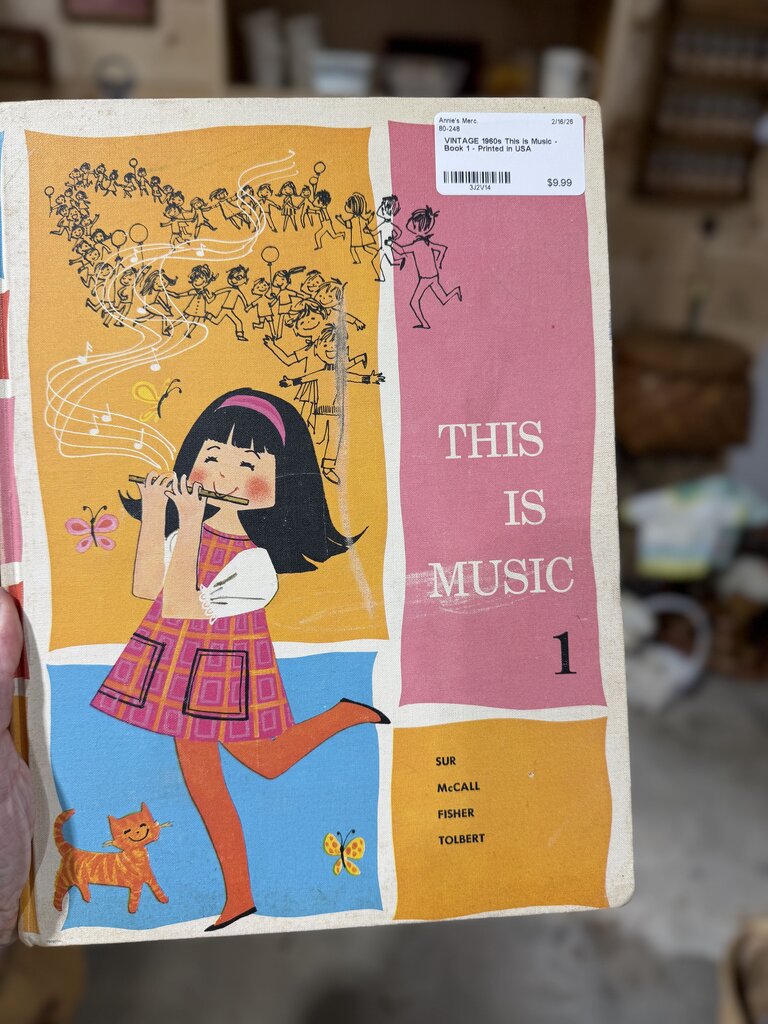 Annie's Merc. 2/16/26
80-248
VINTAGE 1960s This is Music -
Book 1 - Printed in USA
3J2V14 $9.99
THIS
IS
MUSIC
1
SUR
McCALL
FISHER
TOLBERT